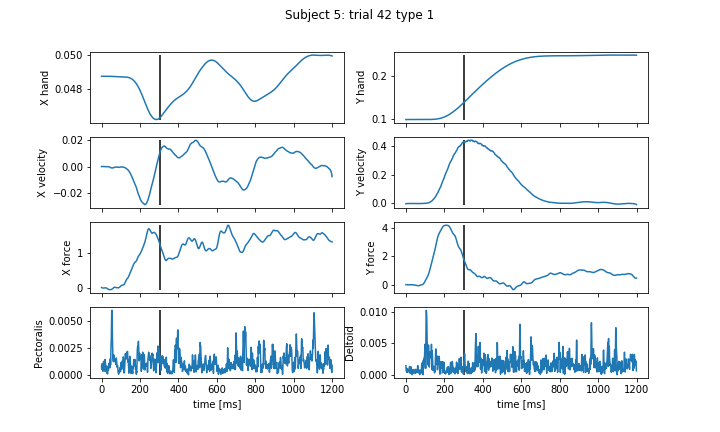 Subject 5: trial 42 type 1
X hand
0.050
0.048
Y hand
0.2
0.1
X velocity
0.02
0.00
−0.02
Y velocity
0.4
0.2
0.0
X force
1
0
Y force
4
2
0
Pectoralis
0.0050
0.0025
0.0000
0 200 400 600 800 1000 1200
time [ms]
Deltoid
0.010
0.005
0.000
0 200 400 600 800 1000 1200
time [ms]